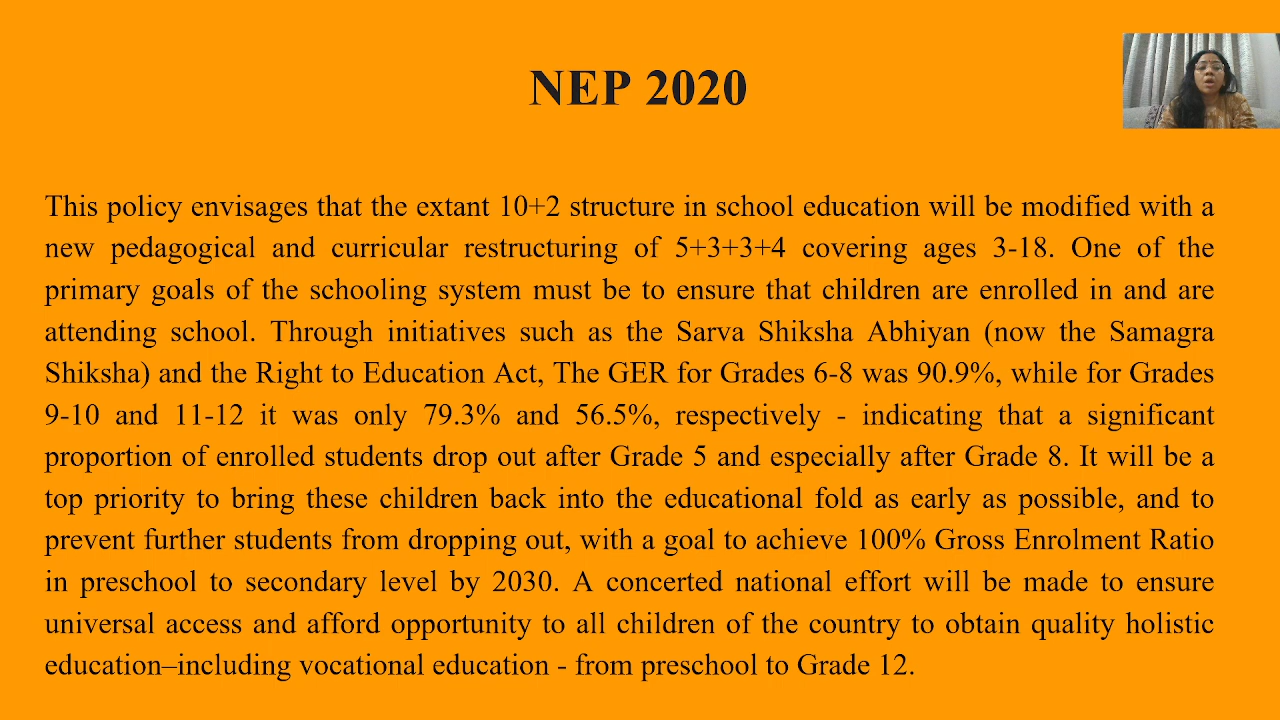 NEP 2020
This policy envisages that the extant 10+2 structure in school education will be modified with a
new pedagogical and curricular restructuring of 5+3+3+4 covering ages 3-18. One of the
primary goals of the schooling system must be to ensure that children are enrolled in and are
attending school. Through initiatives such as the Sarva Shiksha Abhiyan (now the Samagra
Shiksha) and the Right to Education Act, The GER for Grades 6-8 was 90.9%, while for Grades
9-10 and 11-12 it was only 79.3% and 56.5%, respectively - indicating that a significant
proportion of enrolled students drop out after Grade 5 and especially after Grade 8. It will be a
top priority to bring these children back into the educational fold as early as possible, and to
prevent further students from dropping out, with a goal to achieve 100% Gross Enrolment Ratio
in preschool to secondary level by 2030. A concerted national effort will be made to ensure
universal access and afford opportunity to all children of the country to obtain quality holistic
education–including vocational education - from preschool to Grade 12.